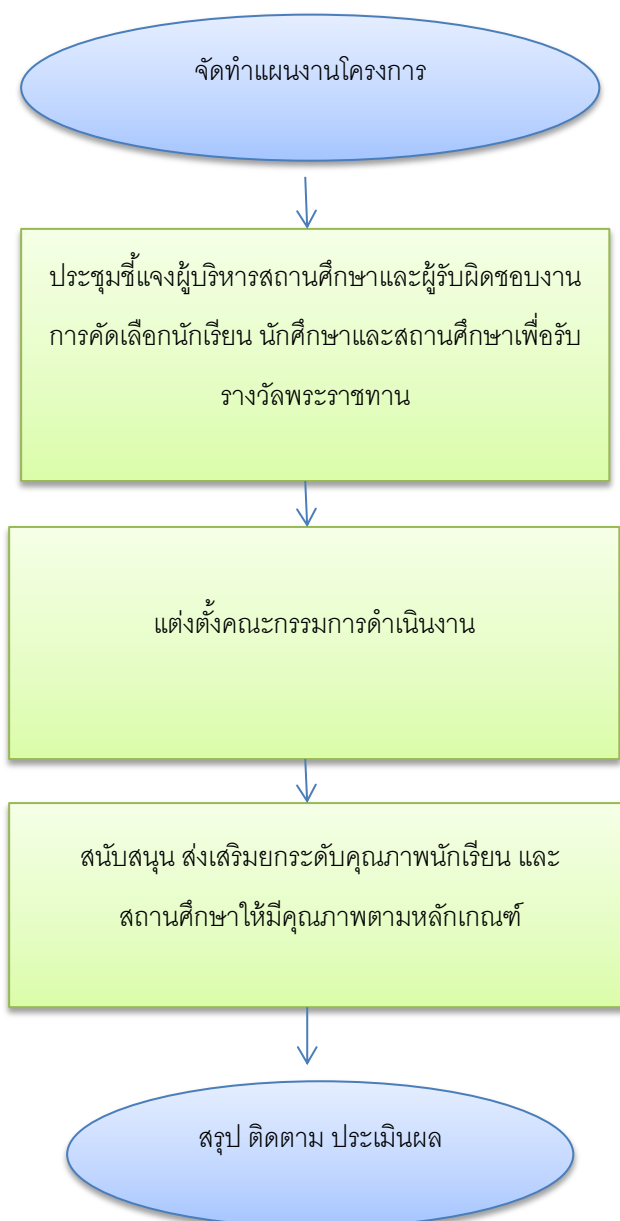 จัดทำแผนงานโครงการ
ประชุมชี้แจงผู้บริหารสถานศึกษาและผู้รับผิดชอบงาน
การคัดเลือกนักเรียน นักศึกษาและสถานศึกษาเพื่อรับ
รางวัลพระราชทาน
แต่งตั้งคณะกรรมการดำเนินงาน
สนับสนุน ส่งเสริมยกระดับคุณภาพนักเรียน และ
สถานศึกษาให้มีคุณภาพตามหลักเกณฑ์
สรุป ติดตาม ประเมินผล